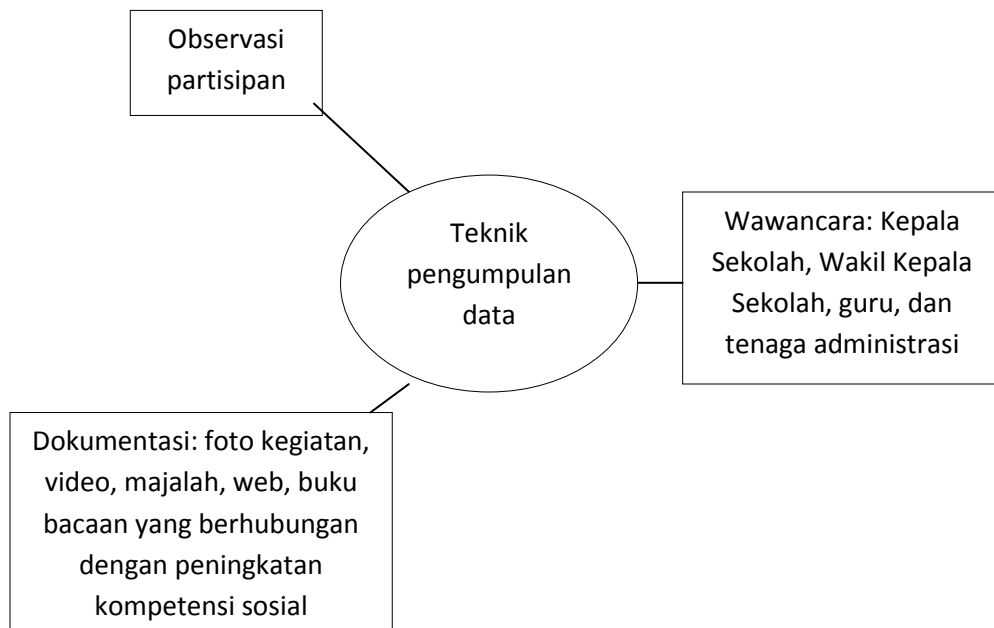 Observasi
partisipan
Teknik
pengumpulan
data
Wawancara: Kepala
Sekolah, Wakil Kepala
Sekolah, guru, dan
tenaga administrasi
Dokumentasi: foto kegiatan,
video, majalah, web, buku
bacaan yang berhubungan
dengan peningkatan
kompetensi sosial